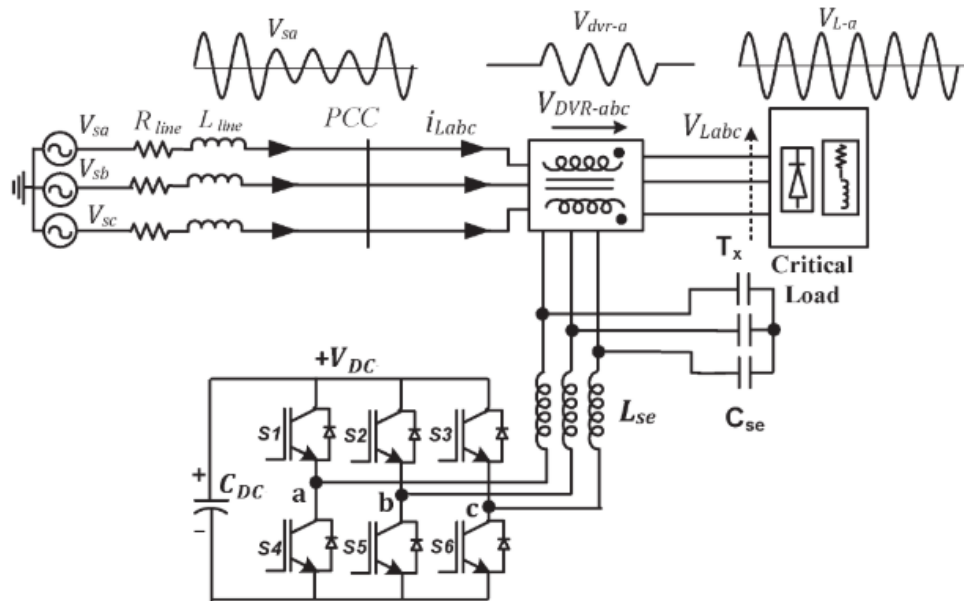 V_sa
V_dvr-a
V_L-a
V_sa R_line L_line PCC i_Labc V_DVR-abc V_Labc
V_sb
V_sc
T_x
Critical
Load
+V_DC
L_se
C_se
S1 S2 S3
+ C_DC a b c
−
S4 S5 S6